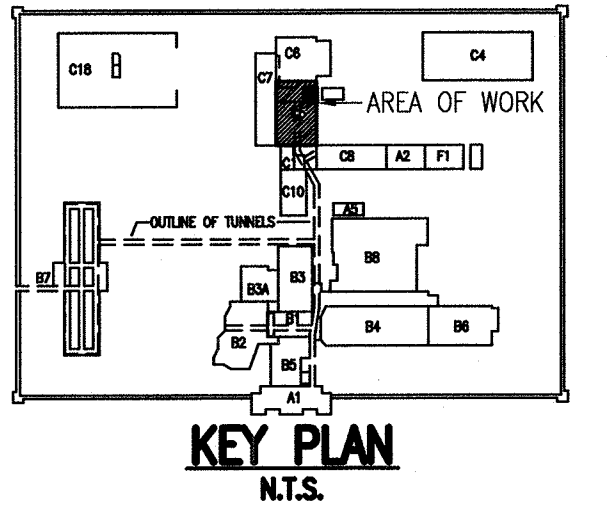 C6
C4
C7
C18
AREA OF WORK
C1
C8
A2
F1
C10
A5
OUTLINE OF TUNNELS
B8
B7
B3
B3A
B1
B4
B6
B2
B5
A1
KEY PLAN
N.T.S.